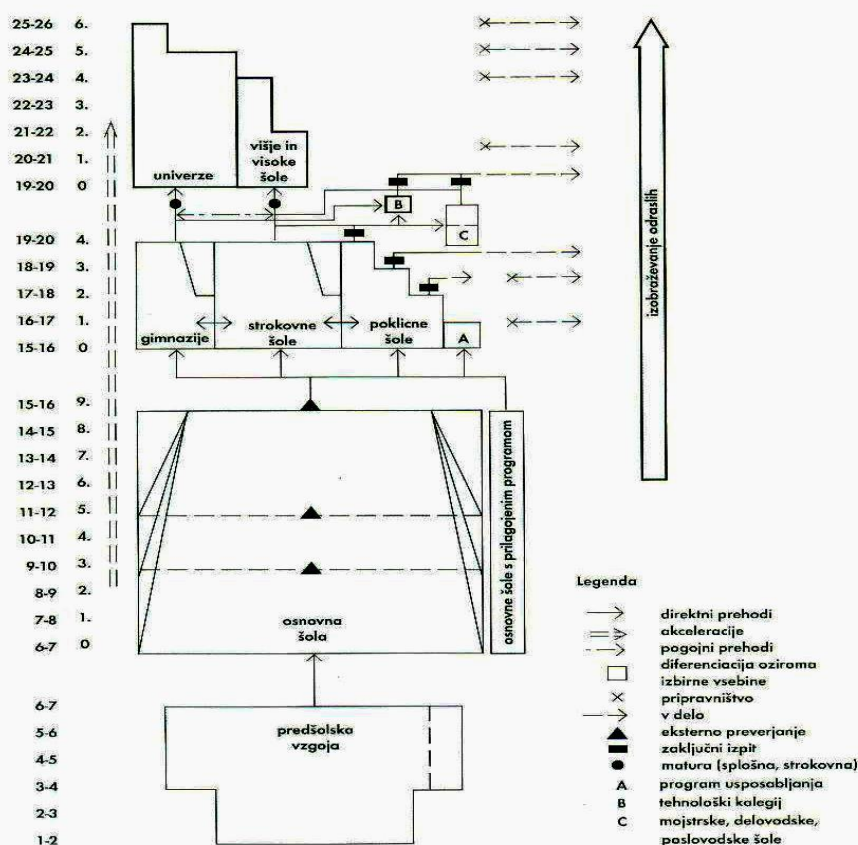 25-26 6.
24-25 5.
23-24 4.
22-23 3.
21-22 2.
20-21 1.
19-20 0
univerze
višje in
visoke
šole
B
C
19-20 4.
18-19 3.
17-18 2.
16-17 1.
15-16 0
gimnazije
strokovne
šole
poklicne
šole
A
izobraževanje odraslih
15-16 9.
14-15 8.
13-14 7.
12-13 6.
11-12 5.
10-11 4.
9-10 3.
8-9 2.
7-8 1.
6-7 0
osnovna
šola
osnovne šole s prilagojenim programom
6-7
5-6
4-5
3-4
2-3
1-2
predšolska
vzgoja
Legenda
direktni prehodi
akceleracije
pogojni prehodi
diferenciacija oziroma
izbirne vsebine
pripravništvo
v delo
eksterno preverjanje
zaključni izpit
matura (splošna, strokovna)
A program usposabljanja
B tehnološki kolegij
C mojstrske, delovodske,
poslovodske šole